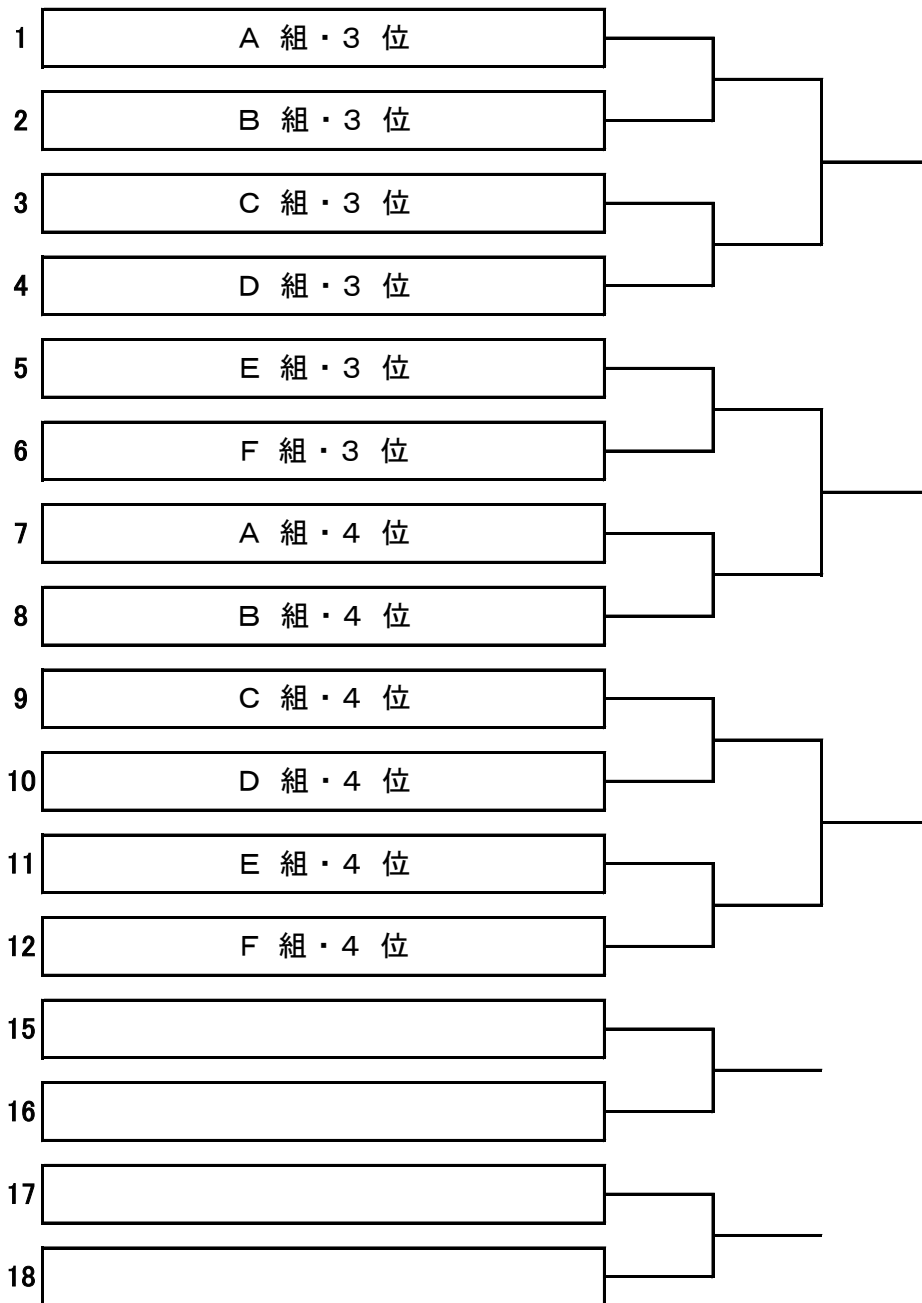 1 A 組・3 位
2 B 組・3 位
3 C 組・3 位
4 D 組・3 位
5 E 組・3 位
6 F 組・3 位
7 A 組・4 位
8 B 組・4 位
9 C 組・4 位
10 D 組・4 位
11 E 組・4 位
12 F 組・4 位
15
16
17
18